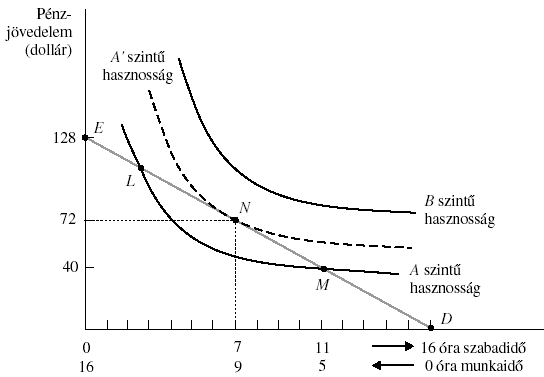 Pénz-
jövedelem
(dollár)
A' szintű
hasznosság
128
E
L
N
B szintű
hasznosság
72
40
M
A szintű
hasznosság
D
0 7 11 16 óra szabadidő
16 9 5 0 óra munkaidő